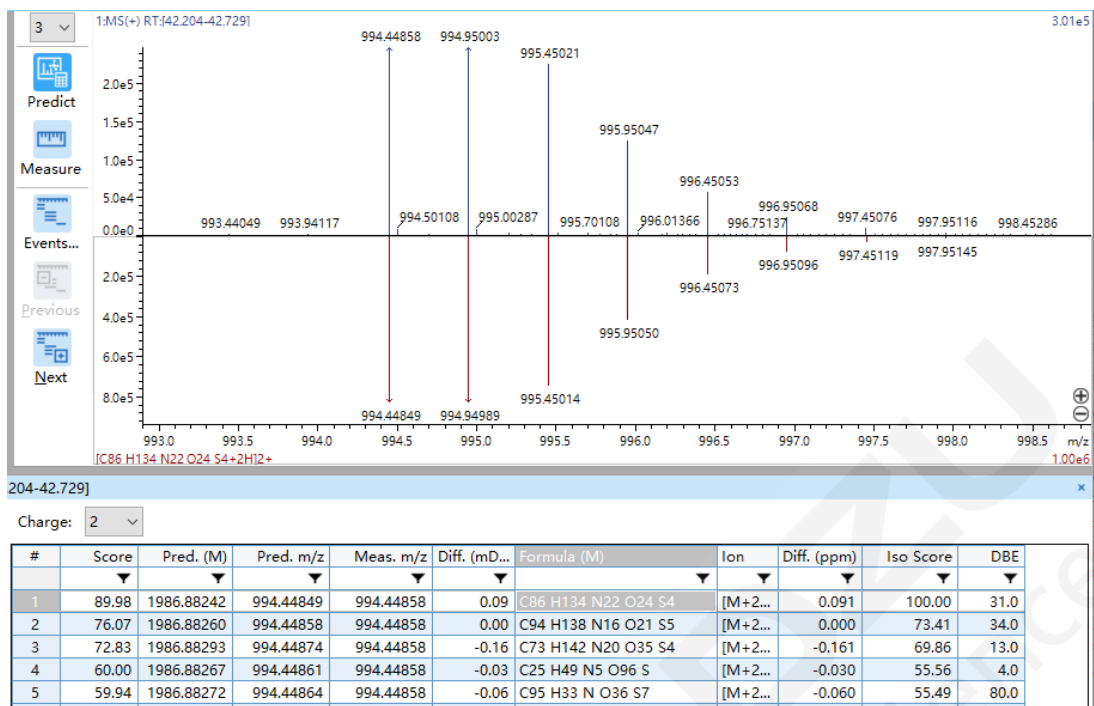 3
1:MS(+) RT:[42.204-42.729]
3.01e5
994.44858 994.95003
995.45021
995.95047
996.45053
996.95068
993.44049 993.94117 994.50108 995.00287 995.70108 996.01366 996.75137 997.45076 997.95116 998.45286
2.0e5
1.5e5
1.0e5
5.0e4
0.0e0
Predict
Measure
Events...
Previous
Next
2.0e5
4.0e5
6.0e5
8.0e5
997.45119 997.95145
996.95096
996.45073
995.95050
995.45014
994.44849 994.94989
993.0 993.5 994.0 994.5 995.0 995.5 996.0 996.5 997.0 997.5 998.0 998.5 m/z
[C86 H134 N22 O24 S4+2H]2+
1.00e6
204-42.729] ×
Charge: 2
# Score Pred. (M) Pred. m/z Meas. m/z Diff. (mD... Formula (M) Ion Diff. (ppm) Iso Score DBE
1 89.98 1986.88242 994.44849 994.44858 0.09 C86 H134 N22 O24 S4 [M+2... 0.091 100.00 31.0
2 76.07 1986.88260 994.44858 994.44858 0.00 C94 H138 N16 O21 S5 [M+2... 0.000 73.41 34.0
3 72.83 1986.88293 994.44874 994.44858 -0.16 C73 H142 N20 O35 S4 [M+2... -0.161 69.86 13.0
4 60.00 1986.88267 994.44861 994.44858 -0.03 C25 H49 N5 O96 S [M+2... -0.030 55.56 4.0
5 59.94 1986.88272 994.44864 994.44858 -0.06 C95 H33 N O36 S7 [M+2... -0.060 55.49 80.0